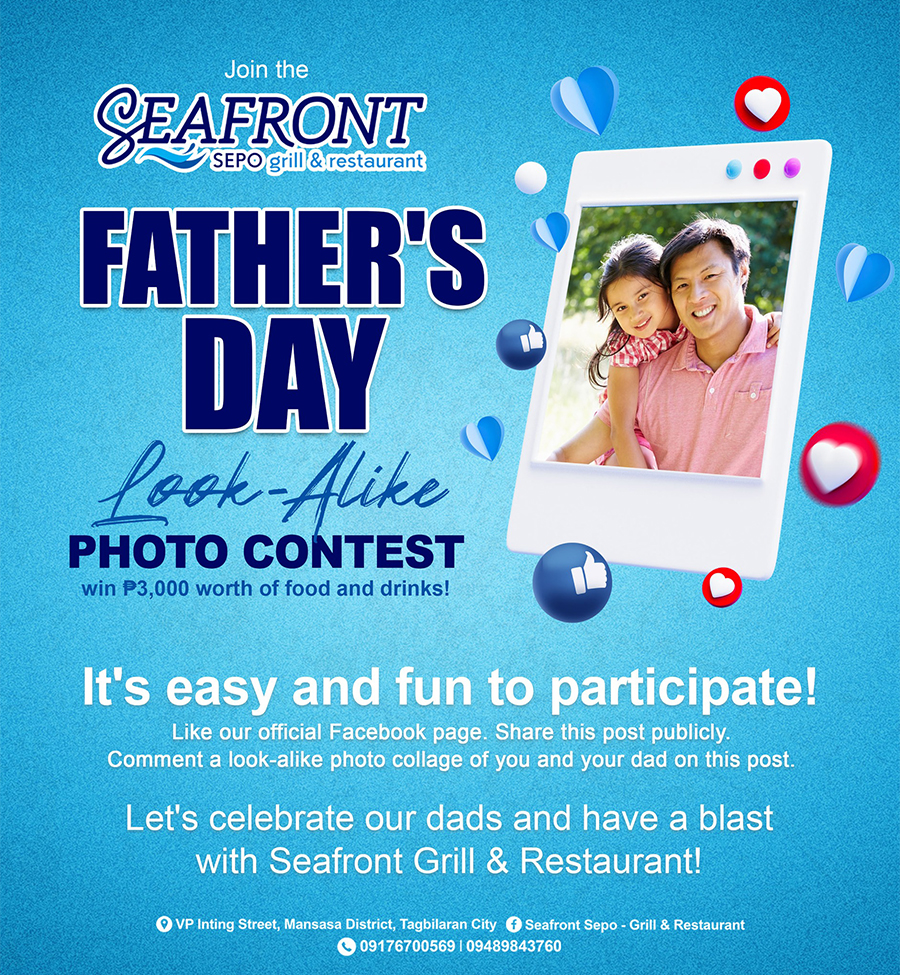 Join the
SEAFRONT
SEPO grill & restaurant
FATHER'S
DAY
Look-Alike
PHOTO CONTEST
win ₱3,000 worth of food and drinks!
It's easy and fun to participate!
Like our official Facebook page. Share this post publicly.
Comment a look-alike photo collage of you and your dad on this post.
Let's celebrate our dads and have a blast
with Seafront Grill & Restaurant!
VP Inting Street, Mansasa District, Tagbilaran City Seafront Sepo - Grill & Restaurant
09176700569 | 09489843760